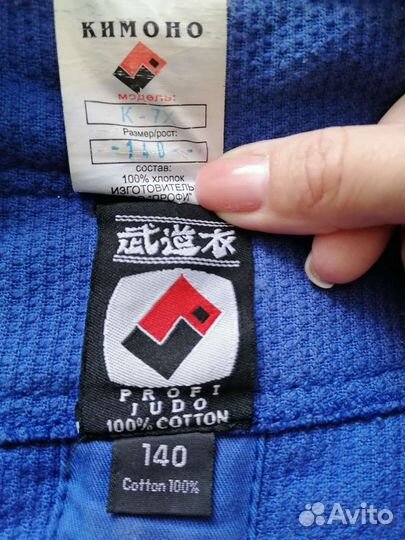 КИМОНО
модель:
К-7х
Размер/рост:
-140-
состав:
100% хлопок
ИЗГОТОВИТЕЛЬ
"ПРОФИ"
武道衣
PROFI
JUDO
100% COTTON
140
Cotton 100%
Avito